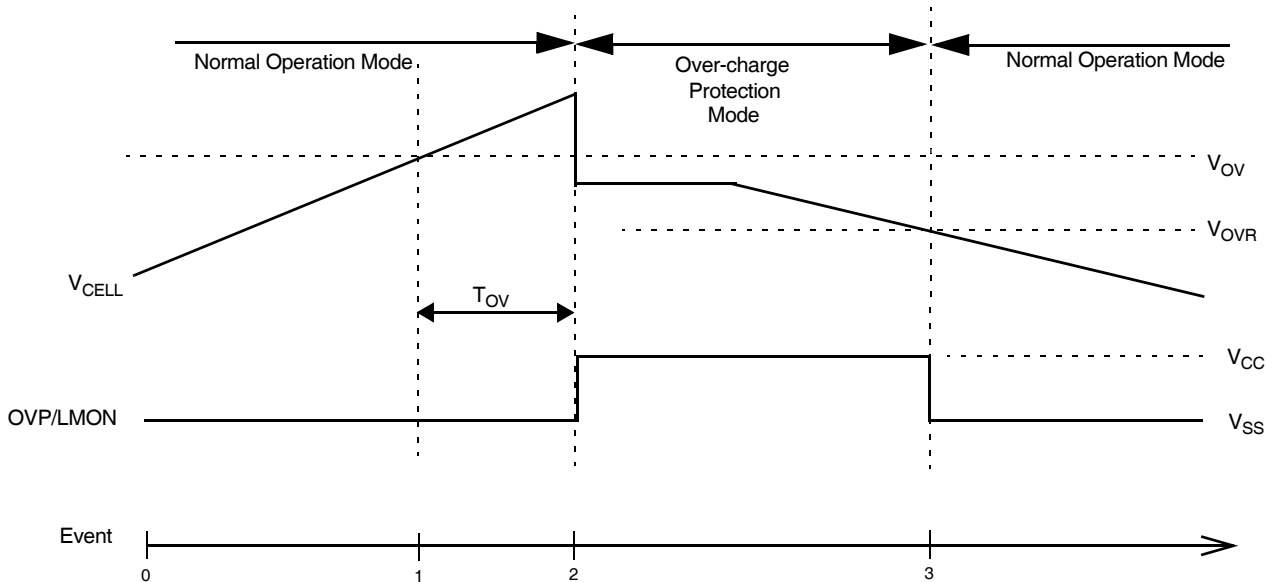 Normal Operation Mode
Over-charge
Protection
Mode
Normal Operation Mode
VOV
VOVR
VCELL
TOV
VCC
OVP/LMON
VSS
Event
0
1
2
3